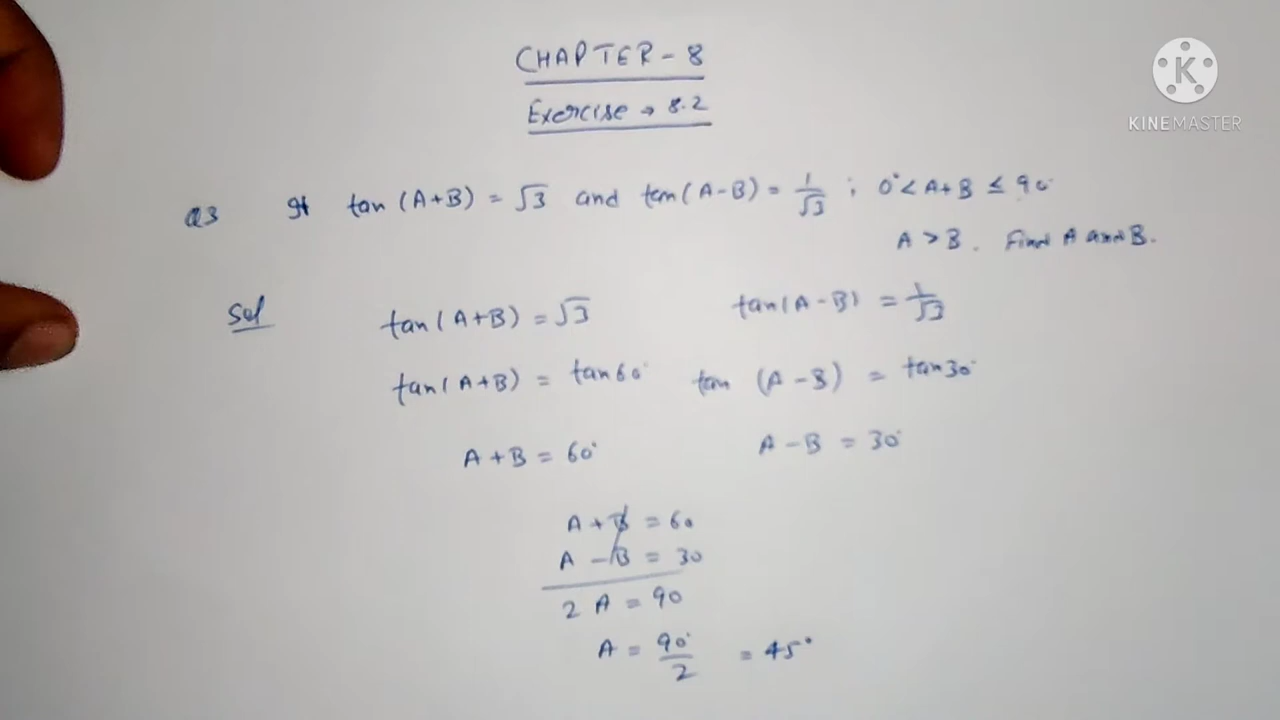 CHAPTER - 8
Exercise → 8.2
KINEMASTER
Q3 If tan (A+B) = √3 and tan (A-B) = 1/√3 ; 0° < A+B ≤ 90°
A > B. Find A and B.
Sol
tan (A+B) = √3 tan (A-B) = 1/√3
tan (A+B) = tan 60° tan (A-B) = tan 30°
A+B = 60° A-B = 30°
A + B = 60
A - B = 30
2 A = 90
A = 90°/2 = 45°